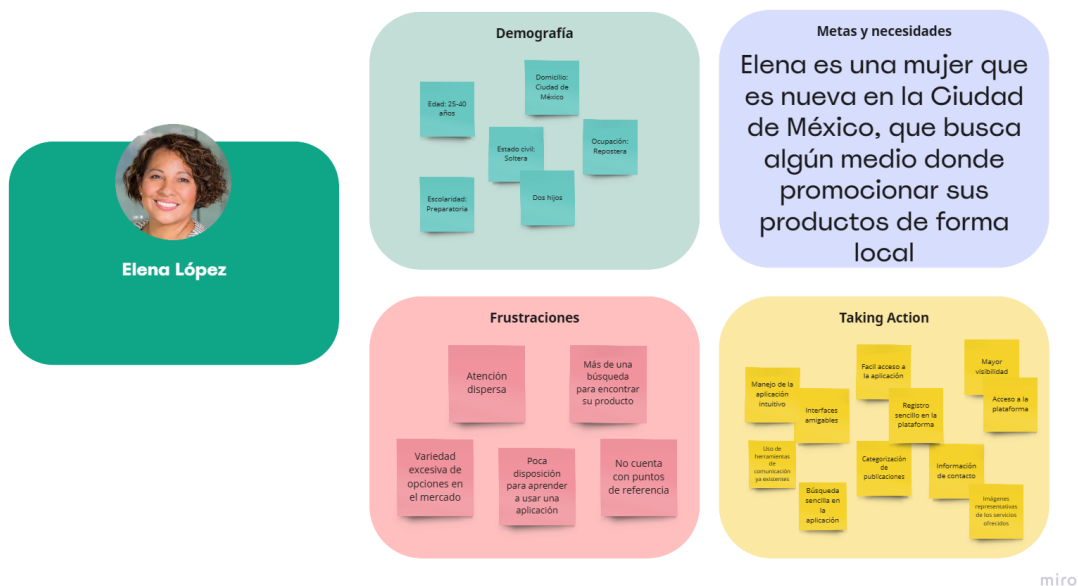 Elena López
Demografía
Edad: 25-40
años
Domicilio:
Ciudad de
México
Estado civil:
Soltera
Ocupación:
Repostera
Escolaridad:
Preparatoria
Dos hijos
Metas y necesidades
Elena es una mujer que
es nueva en la Ciudad
de México, que busca
algún medio donde
promocionar sus
productos de forma
local
Frustraciones
Atención
dispersa
Más de una
búsqueda
para encontrar
su producto
Variedad
excesiva de
opciones en
el mercado
Poca
disposición
para aprender
a usar una
aplicación
No cuenta
con puntos
de referencia
Taking Action
Manejo de la
aplicación
intuitivo
Interfaces
amigables
Facil acceso a
la aplicación
Registro
sencillo en la
plataforma
Mayor
visibilidad
Acceso a la
plataforma
Uso de
herramientas
de
comunicación
ya existentes
Búsqueda
sencilla en la
aplicación
Categorización
de
publicaciones
Información
de contacto
Imágenes
representativas
de los servicios
ofrecidos
miro